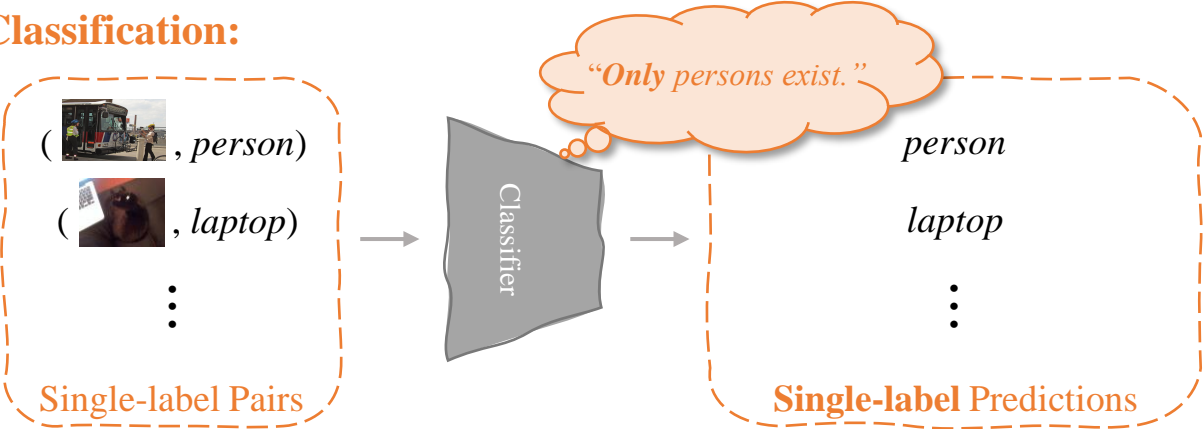 Classification:
“Only persons exist.”
( , person)
( , laptop)
⋮
Single-label Pairs
Classifier
person
laptop
⋮
Single-label Predictions